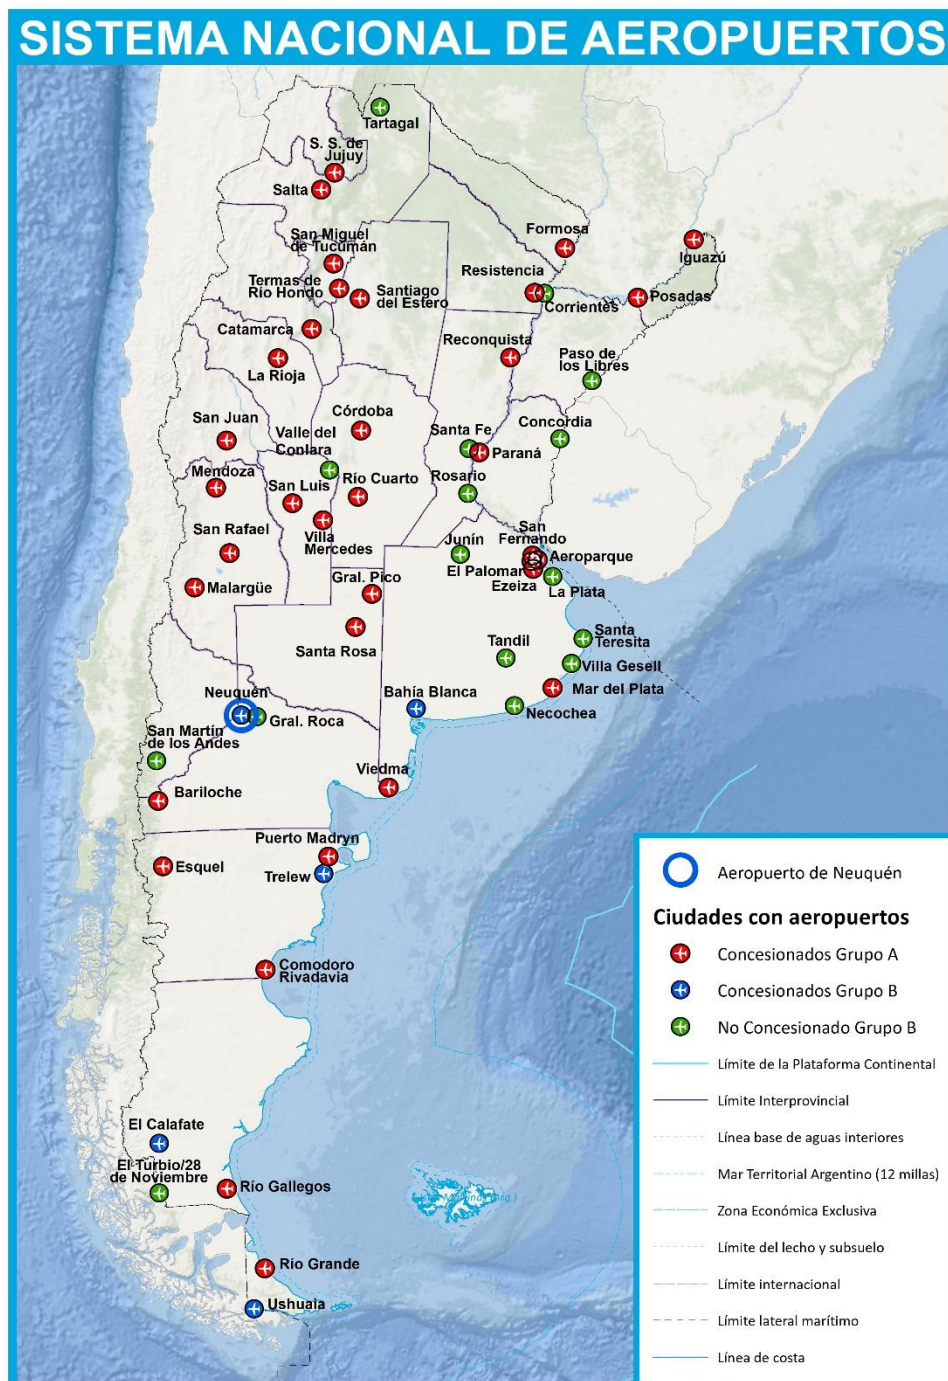 SISTEMA NACIONAL DE AEROPUERTOS
Tartagal
S. S. de
Jujuy
Salta
San Miguel
de Tucumán
Termas de
Río Hondo
Santiago
del Estero
Formosa
Iguazú
Resistencia
Corrientes
Posadas
Catamarca
La Rioja
Reconquista
Paso de
los Libres
San Juan
Córdoba
Valle del
Conlara
Santa Fe
Paraná
Concordia
Mendoza
San Luis
Río Cuarto
Rosario
San Rafael
Villa
Mercedes
Junín
San
Fernando
Aeroparque
El Palomar
Ezeiza
La Plata
Malargüe
Gral. Pico
Santa Rosa
Tandil
Santa
Teresita
Villa Gesell
Mar del Plata
Necochea
Neuquén
Gral. Roca
Bahía Blanca
San Martín
de los Andes
Bariloche
Viedma
Puerto Madryn
Esquel
Trelew
Comodoro
Rivadavia
El Calafate
El Turbio/28
de Noviembre
Río Gallegos
Río Grande
Ushuaia
Aeropuerto de Neuquén
Ciudades con aeropuertos
Concesionados Grupo A
Concesionados Grupo B
No Concesionado Grupo B
Límite de la Plataforma Continental
Límite Interprovincial
Línea base de aguas interiores
Mar Territorial Argentino (12 millas)
Zona Económica Exclusiva
Límite del lecho y subsuelo
Límite internacional
Límite lateral marítimo
Línea de costa